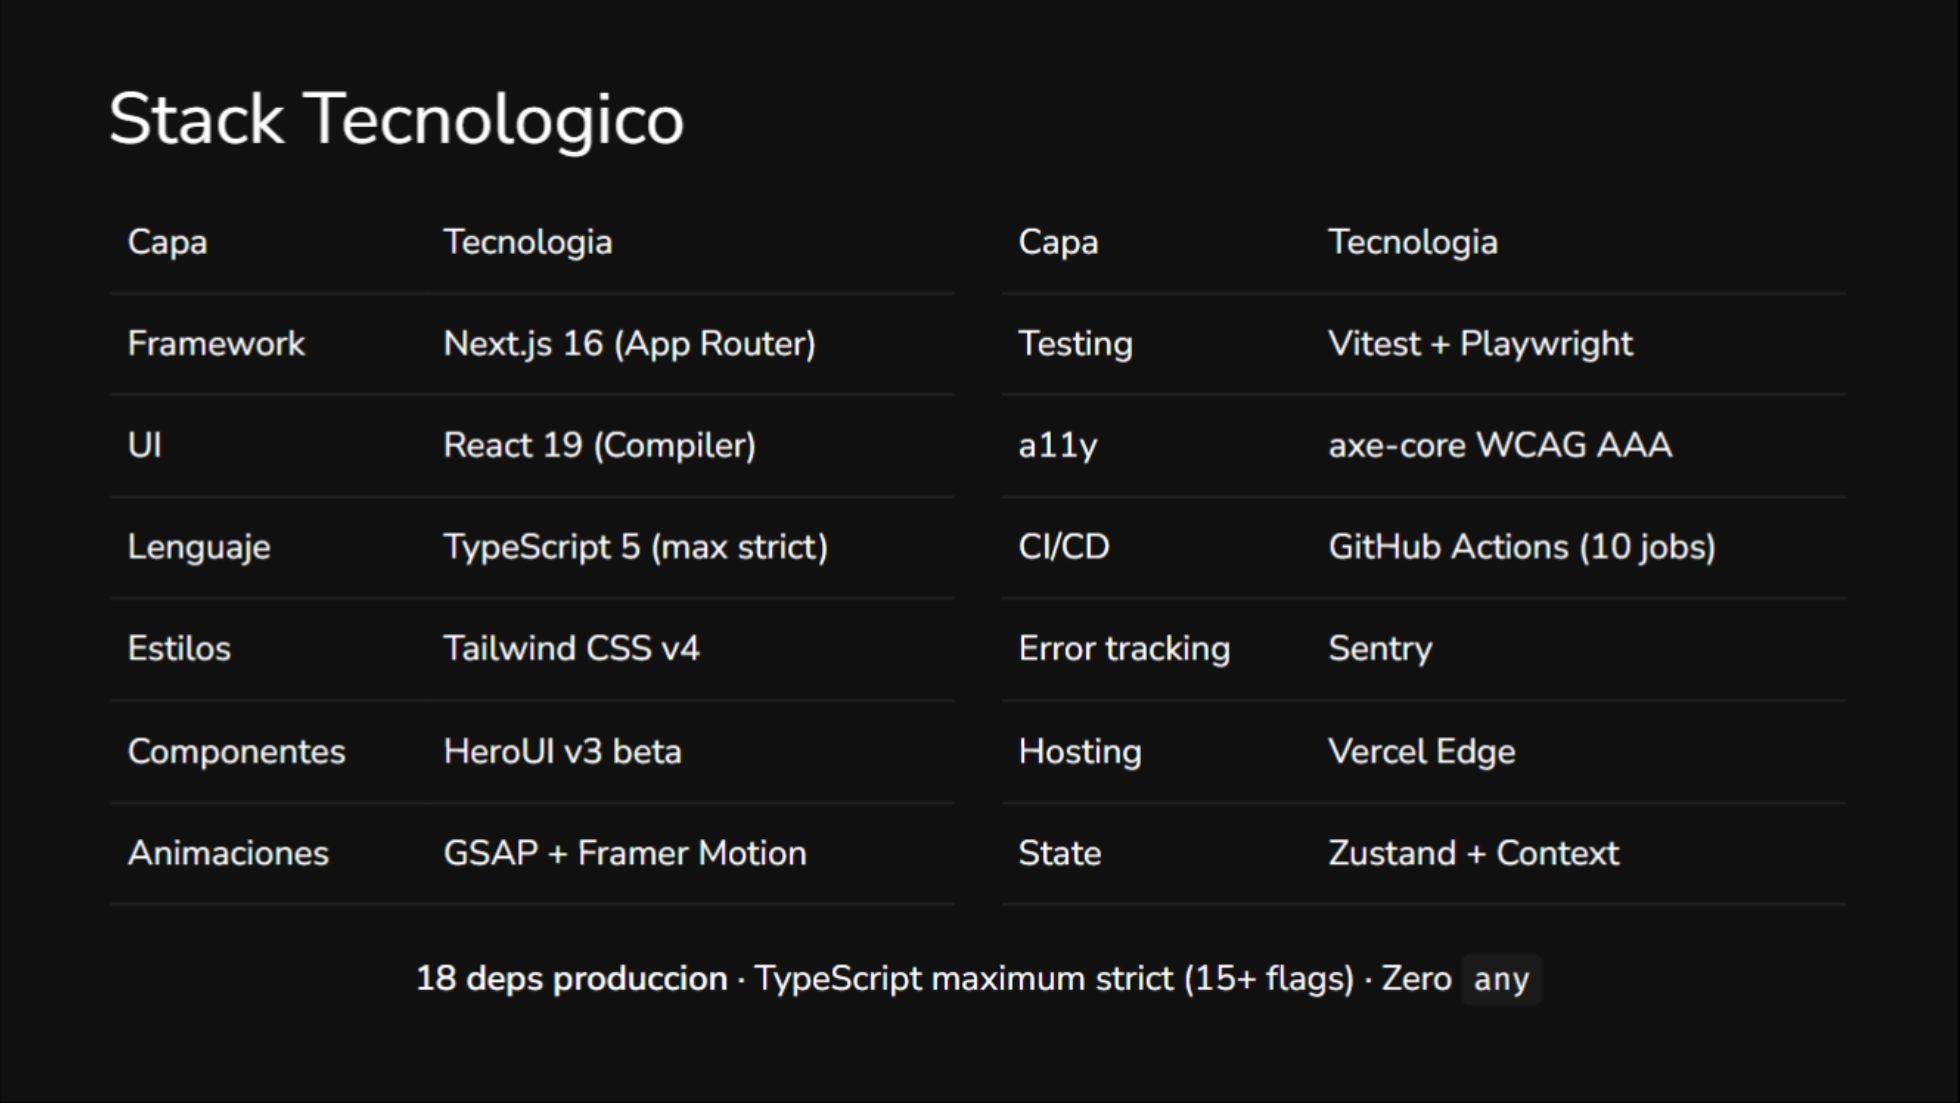 Stack Tecnologico
Capa Tecnologia
Framework Next.js 16 (App Router)
UI React 19 (Compiler)
Lenguaje TypeScript 5 (max strict)
Estilos Tailwind CSS v4
Componentes HeroUI v3 beta
Animaciones GSAP + Framer Motion
Capa Tecnologia
Testing Vitest + Playwright
a11y axe-core WCAG AAA
CI/CD GitHub Actions (10 jobs)
Error tracking Sentry
Hosting Vercel Edge
State Zustand + Context
18 deps produccion · TypeScript maximum strict (15+ flags) · Zero any